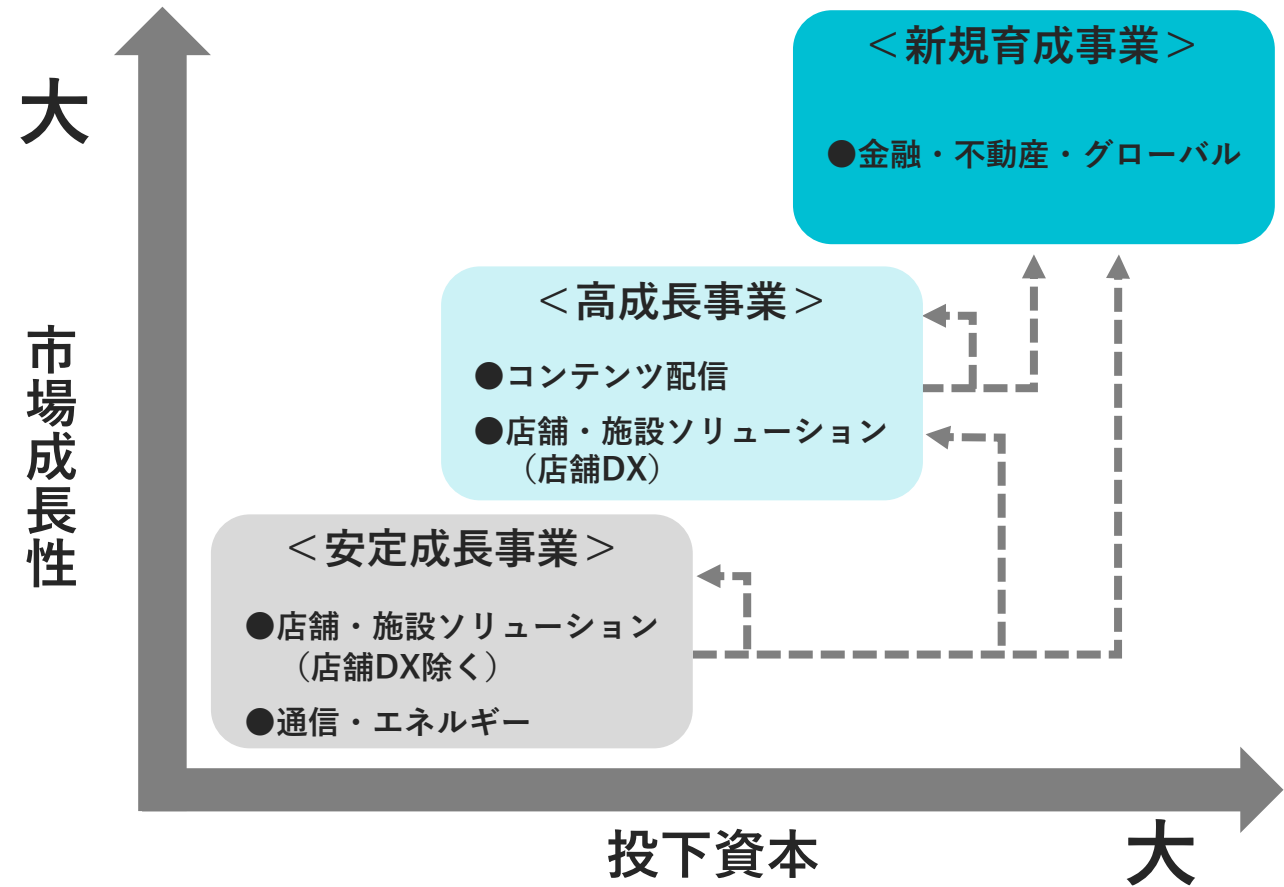 大
市場成長性
＜新規育成事業＞
●金融・不動産・グローバル
＜高成長事業＞
●コンテンツ配信
●店舗・施設ソリューション
（店舗DX）
＜安定成長事業＞
●店舗・施設ソリューション
（店舗DX除く）
●通信・エネルギー
投下資本
大